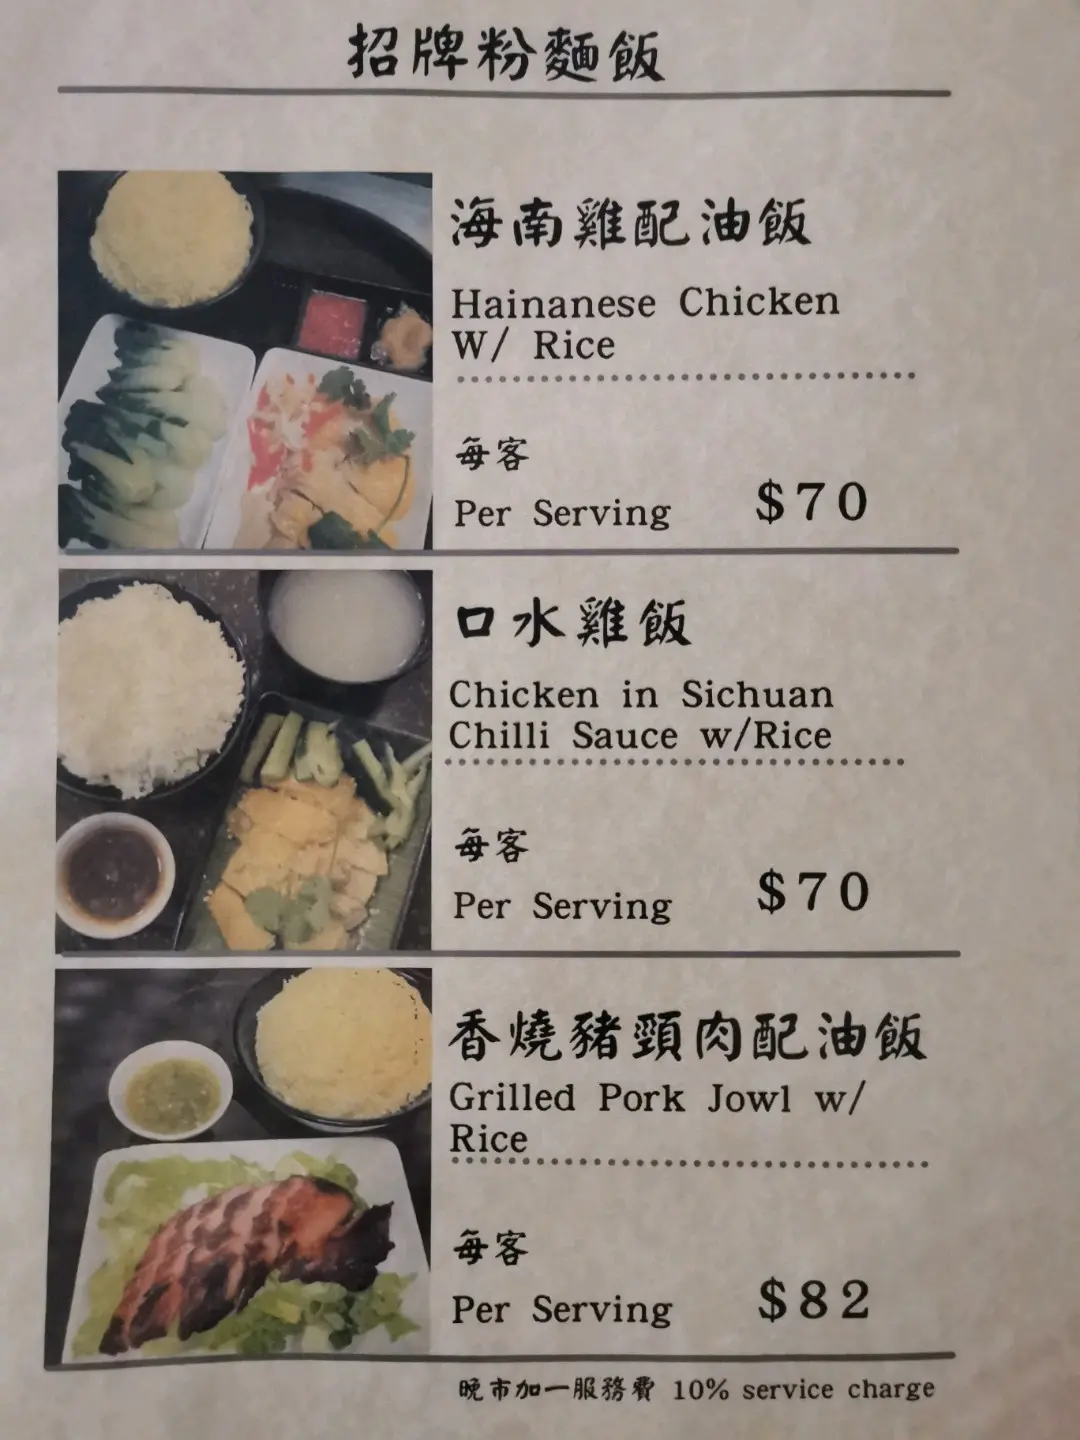 招牌粉麵飯
海南雞配油飯
Hainanese Chicken
W/ Rice
每客
Per Serving $70
口水雞飯
Chicken in Sichuan
Chilli Sauce w/Rice
每客
Per Serving $70
香燒豬頸肉配油飯
Grilled Pork Jowl w/
Rice
每客
Per Serving $82
晚市加一服務費 10% service charge